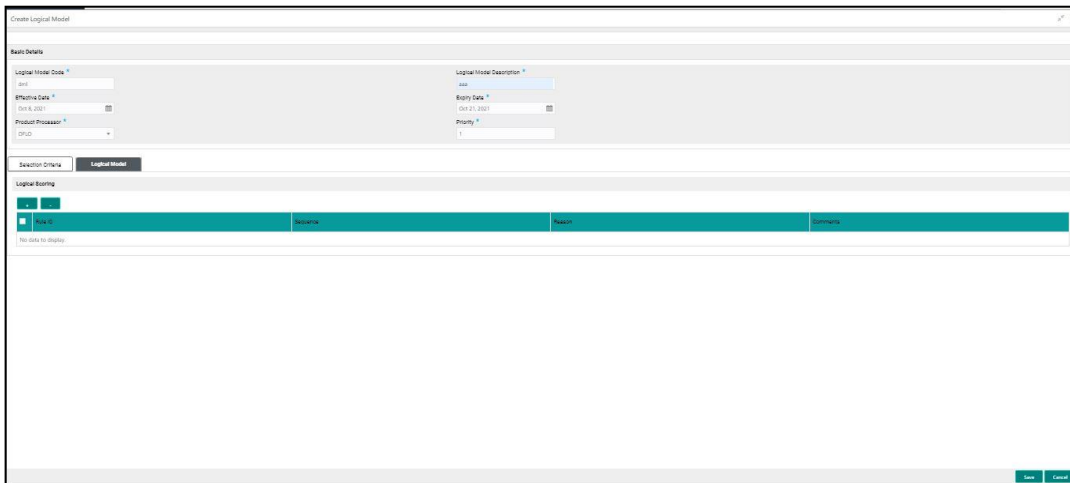 Create Logical Model
Basic Details
Logical Model Code *
Logical Model Description *
aaa
Effective Date *
Expiry Date *
Oct 8, 2021
Oct 21, 2021
Product Processor *
Priority *
1
Selection Criteria
Logical Model
Logical Scoring
+ -
Rule ID
Sequence
Reason
Comments
No data to display.
Save
Cancel